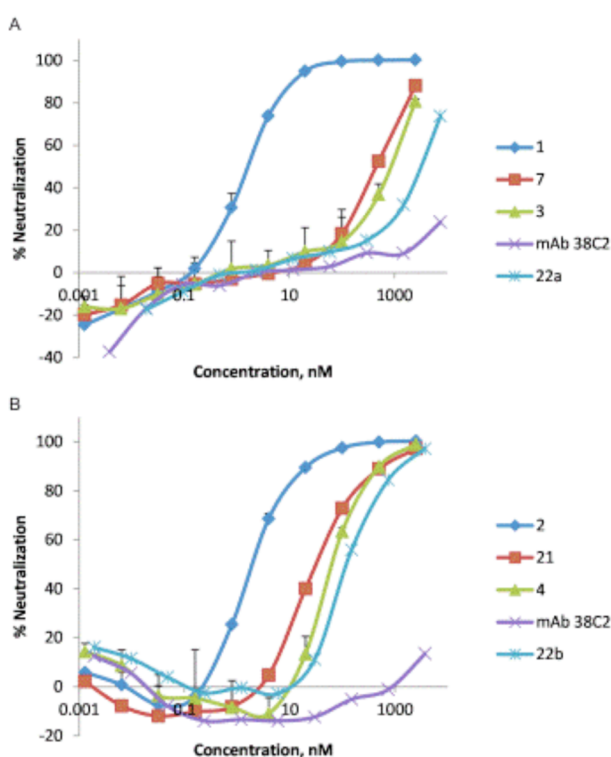 A
100
80
60
40
20
0
-20
-40
% Neutralization
0.001 0.1 10 1000
Concentration, nM
1
7
3
mAb 38C2
22a
B
100
80
60
40
20
0
-20
% Neutralization
0.001 0.1 10 1000
Concentration, nM
2
21
4
mAb 38C2
22b